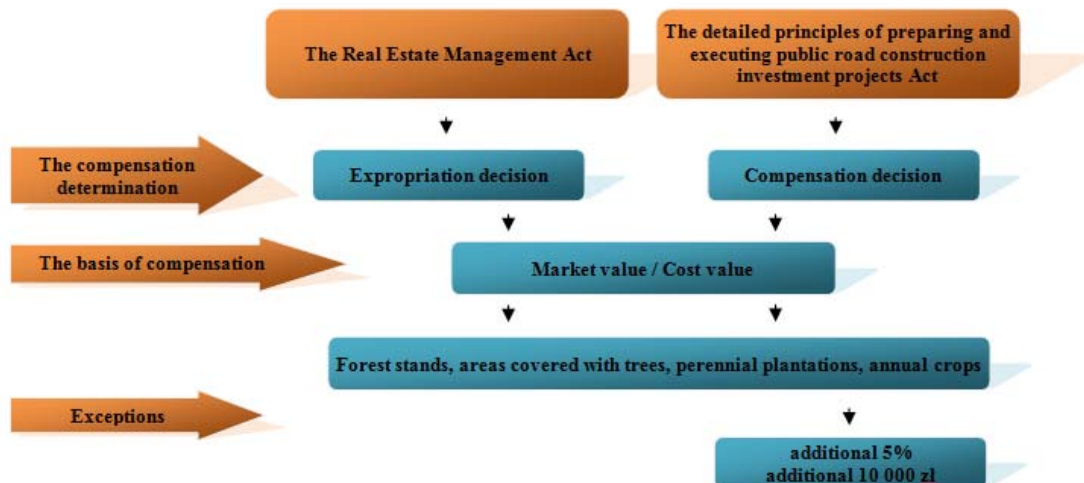 The Real Estate Management Act
The detailed principles of preparing and
executing public road construction
investment projects Act
The compensation
determination
Expropriation decision
Compensation decision
The basis of compensation
Market value / Cost value
Forest stands, areas covered with trees, perennial plantations, annual crops
Exceptions
additional 5%
additional 10 000 zł